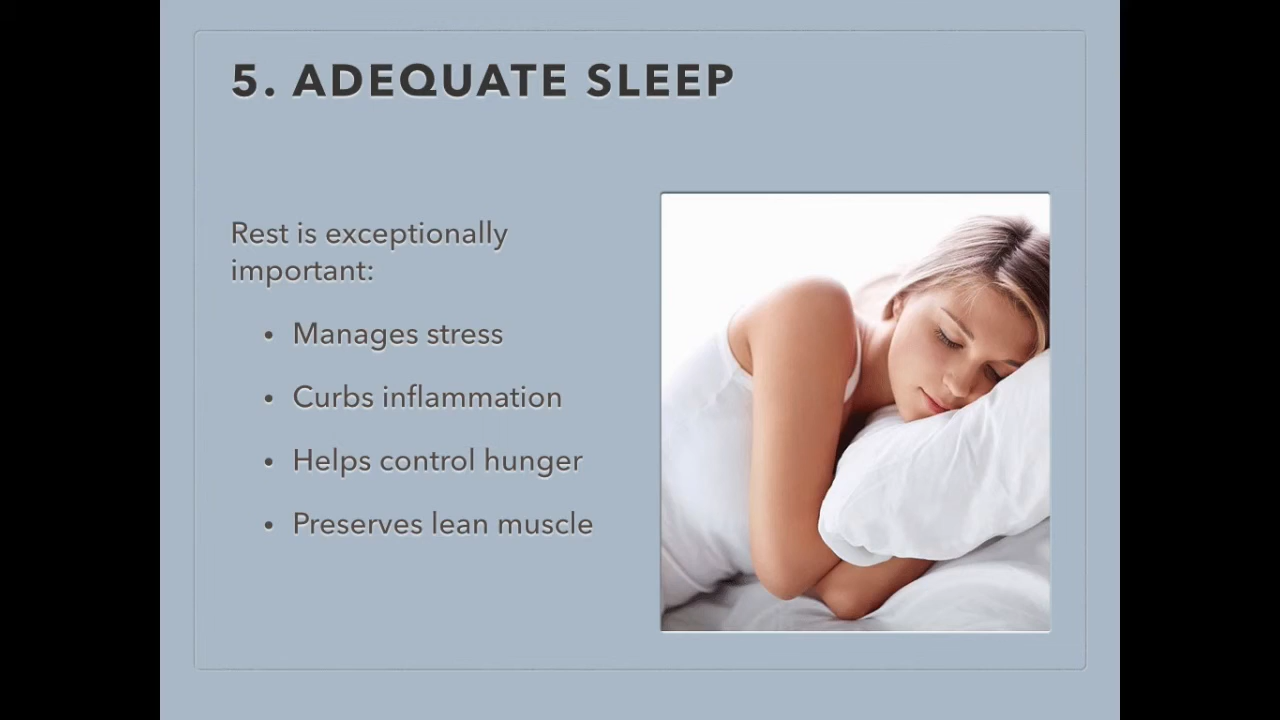 5. ADEQUATE SLEEP
Rest is exceptionally
important:
• Manages stress
• Curbs inflammation
• Helps control hunger
• Preserves lean muscle